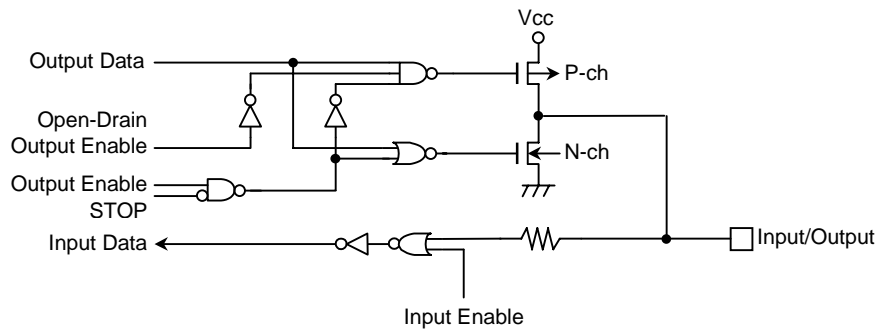 Vcc
Output Data
P-ch
Open-Drain
Output Enable
N-ch
Output Enable
STOP
Input Data
Input/Output
Input Enable